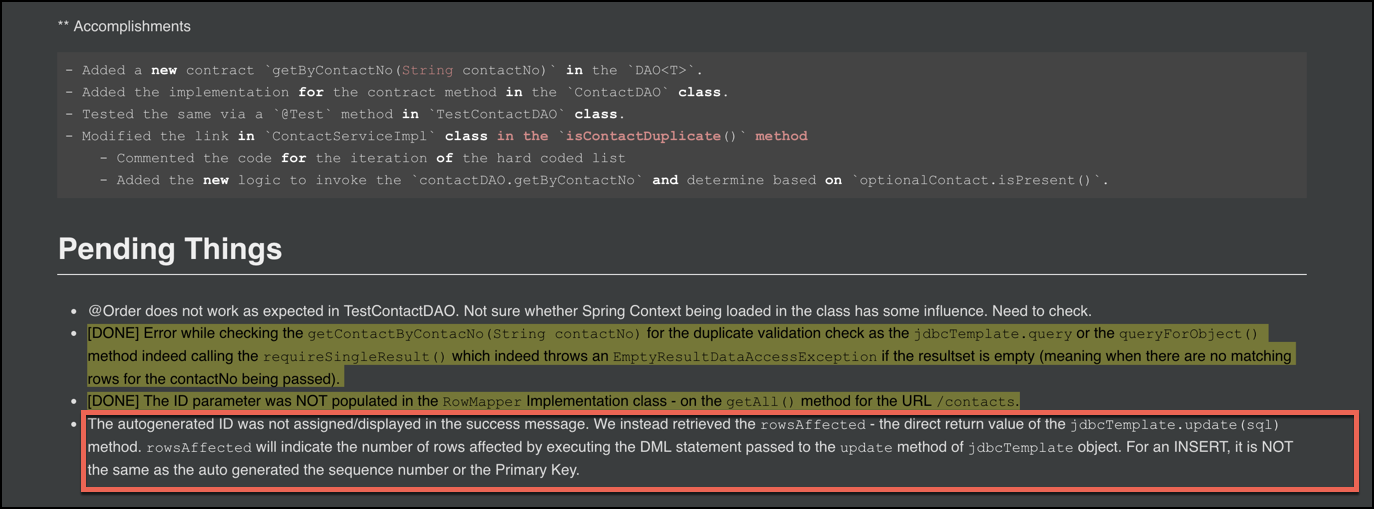 ** Accomplishments
- Added a new contract `getByContactNo(String contactNo)` in the `DAO<T>`.
- Added the implementation for the contract method in the `ContactDAO` class.
- Tested the same via a `@Test` method in `TestContactDAO` class.
- Modified the link in `ContactServiceImpl` class in the `isContactDuplicate()` method
- Commented the code for the iteration of the hard coded list
- Added the new logic to invoke the `contactDAO.getByContactNo` and determine based on `optionalContact.isPresent()`.
Pending Things
• @Order does not work as expected in TestContactDAO. Not sure whether Spring Context being loaded in the class has some influence. Need to check.
• [DONE] Error while checking the getContactByContacNo(String contactNo) for the duplicate validation check as the jdbcTemplate.query or the queryForObject()
method indeed calling the requireSingleResult() which indeed throws an EmptyResultDataAccessException if the resultset is empty (meaning when there are no matching
rows for the contactNo being passed).
• [DONE] The ID parameter was NOT populated in the RowMapper Implementation class - on the getAll() method for the URL /contacts.
• The autogenerated ID was not assigned/displayed in the success message. We instead retrieved the rowsAffected - the direct return value of the jdbcTemplate.update(sql)
method. rowsAffected will indicate the number of rows affected by executing the DML statement passed to the update method of jdbcTemplate object. For an INSERT, it is NOT
the same as the auto generated the sequence number or the Primary Key.